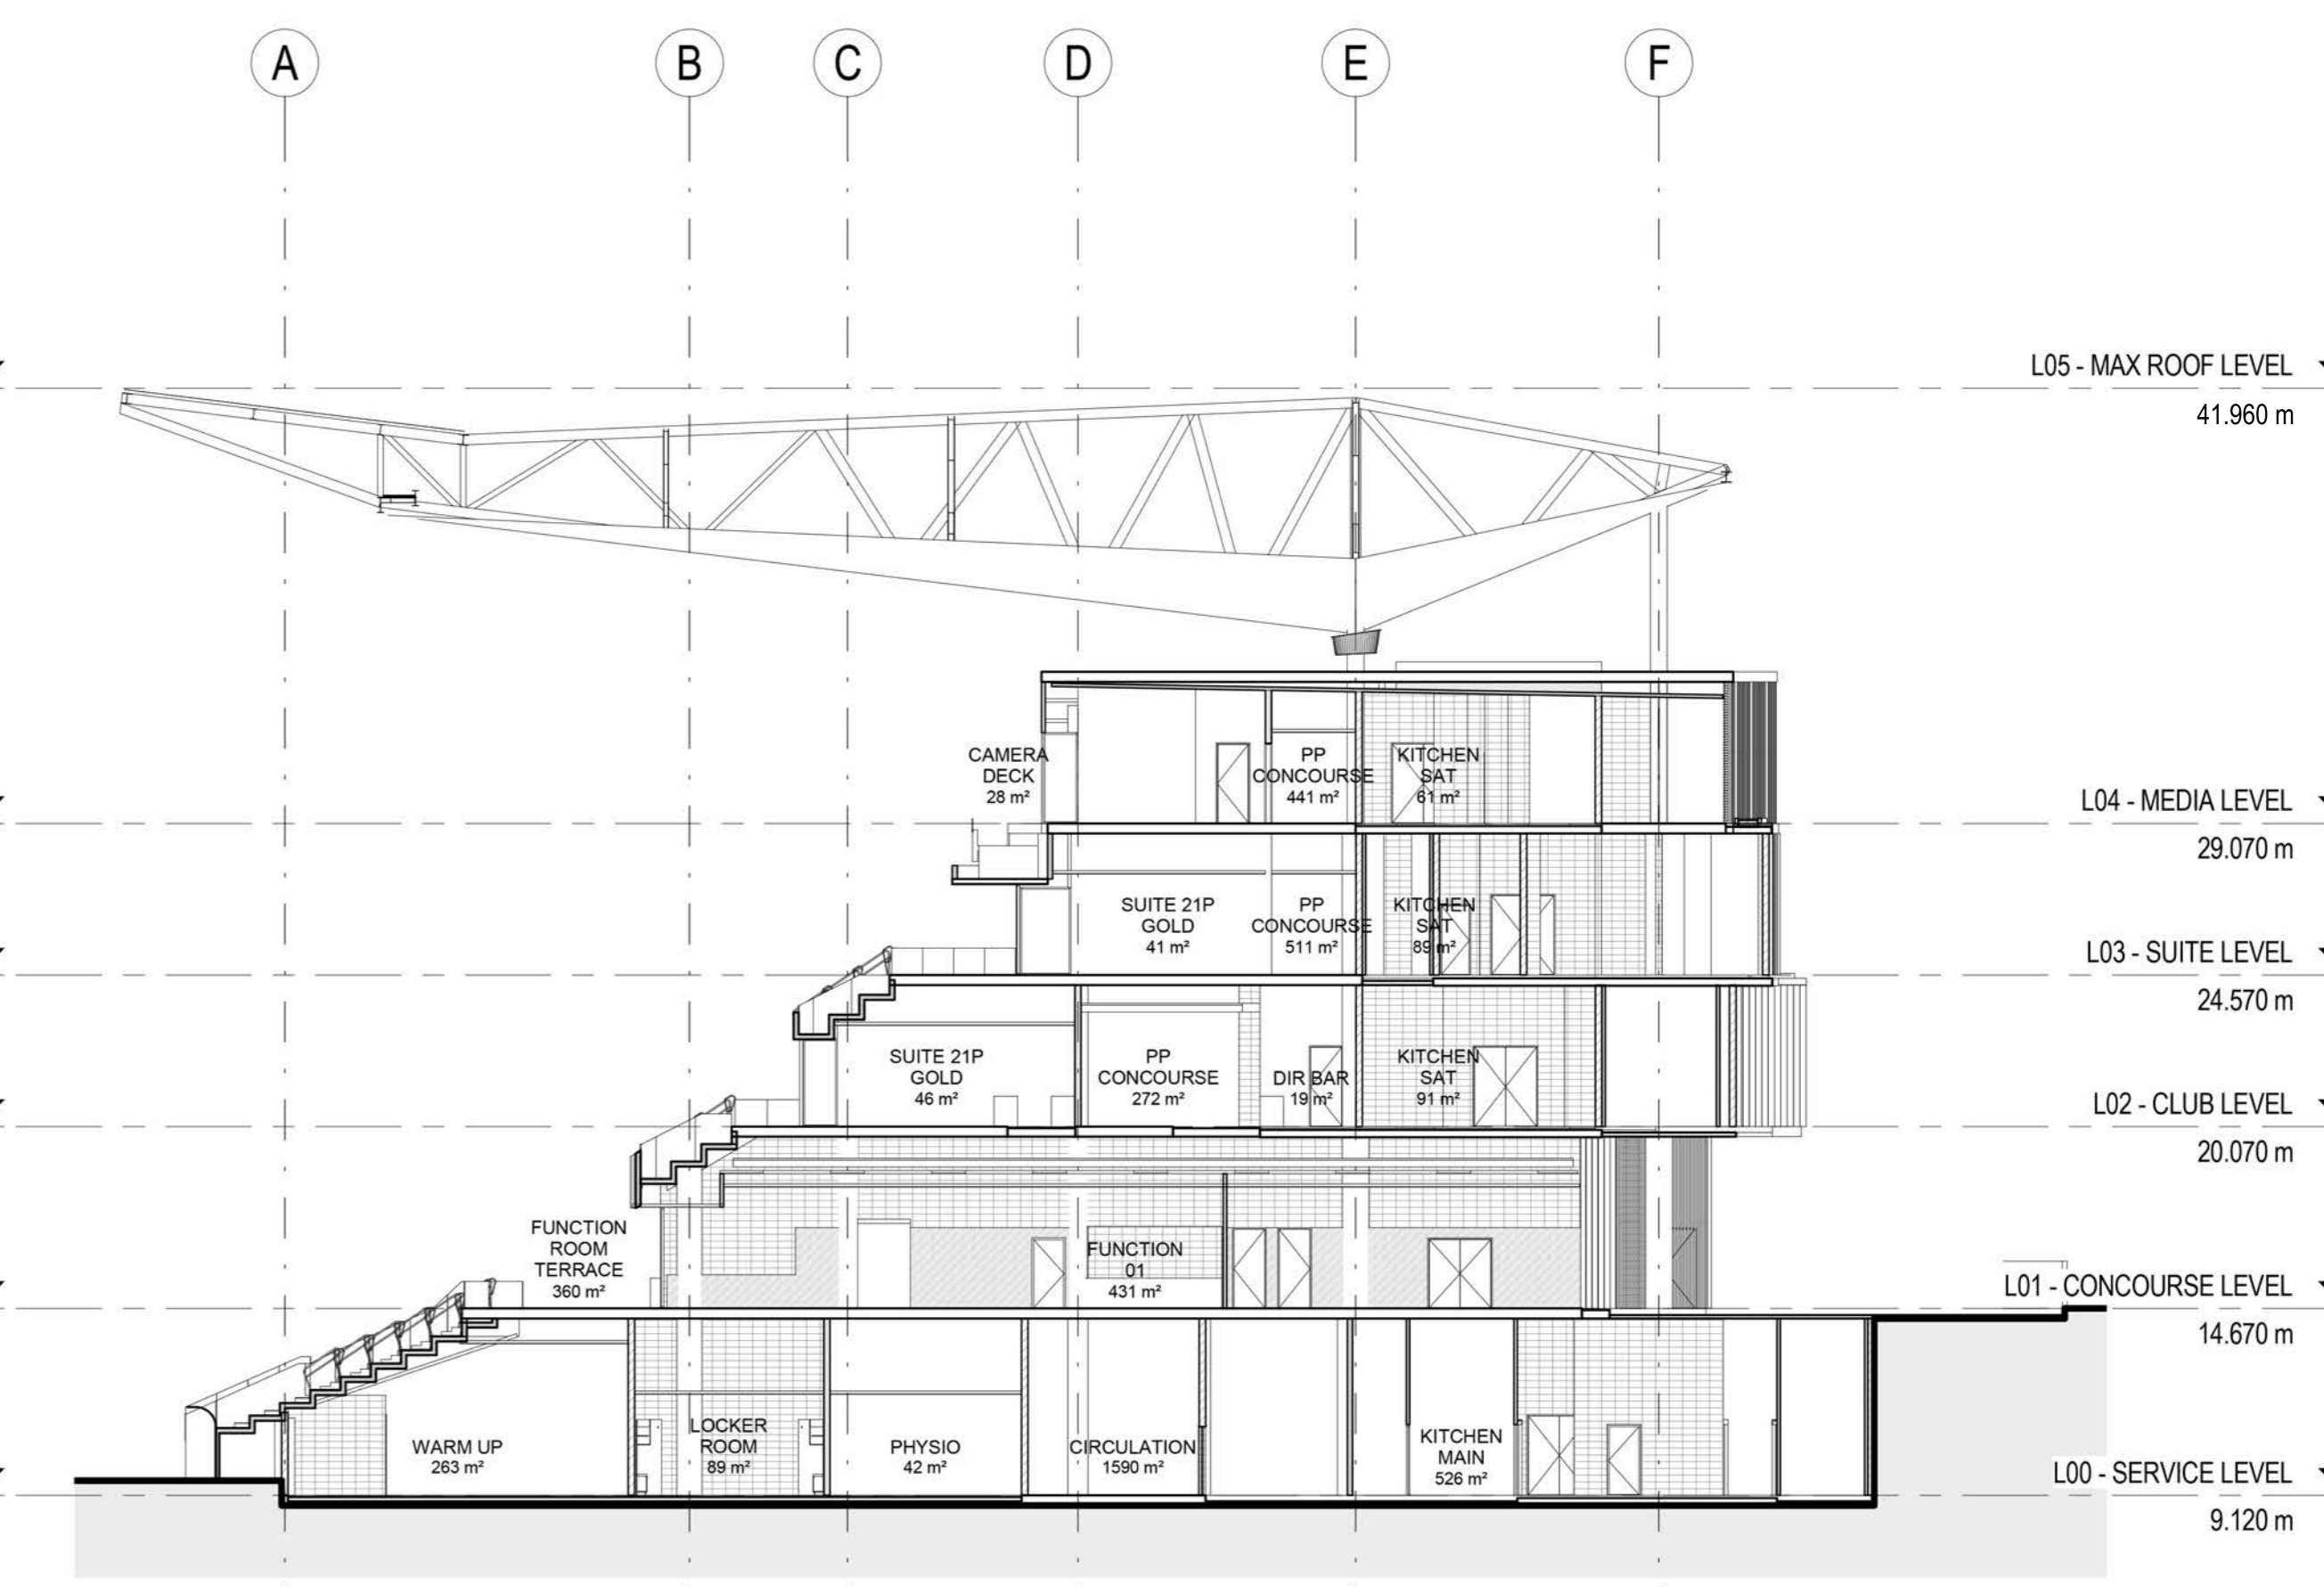 A B C D E F
L05 - MAX ROOF LEVEL
41.960 m
CAMERA
DECK
28 m²
PP
CONCOURSE
441 m²
KITCHEN
SAT
61 m²
L04 - MEDIA LEVEL
29.070 m
SUITE 21P
GOLD
41 m²
PP
CONCOURSE
511 m²
KITCHEN
SAT
89 m²
L03 - SUITE LEVEL
24.570 m
SUITE 21P
GOLD
46 m²
PP
CONCOURSE
272 m²
DIR BAR
19 m²
KITCHEN
SAT
91 m²
L02 - CLUB LEVEL
20.070 m
FUNCTION
ROOM
TERRACE
360 m²
FUNCTION
01
431 m²
L01 - CONCOURSE LEVEL
14.670 m
WARM UP
263 m²
LOCKER
ROOM
89 m²
PHYSIO
42 m²
CIRCULATION
1590 m²
KITCHEN
MAIN
526 m²
L00 - SERVICE LEVEL
9.120 m